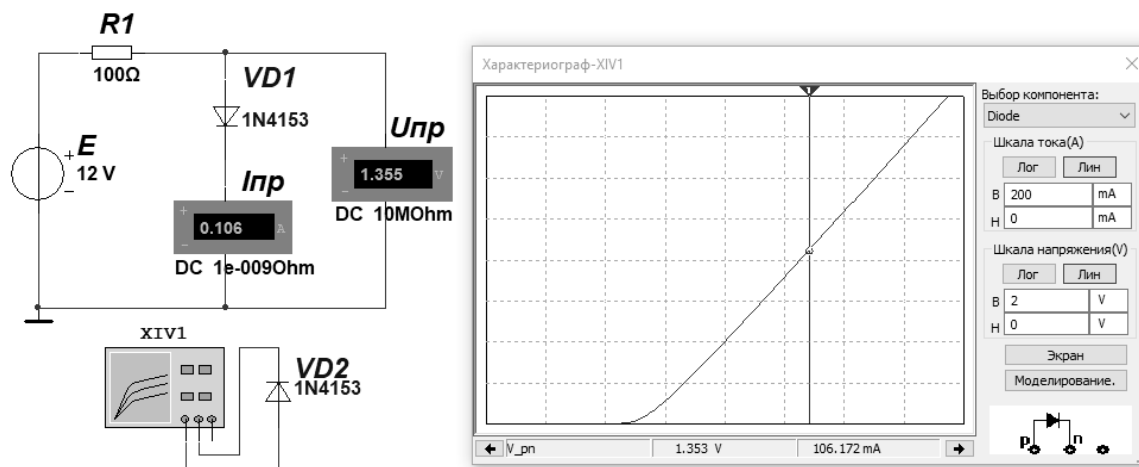 R1
100Ω
VD1
1N4153
E
12 V
+
−
Uпр
+
1.355 V
−
DC 10MOhm
Iпр
+
0.106 A
−
DC 1e-009Ohm
XIV1
VD2
1N4153
Характериограф-XIV1
1
Выбор компонента:
Diode
Шкала тока(А)
Лог Лин
В 200 mA
Н 0 mA
Шкала напряжения(V)
Лог Лин
В 2 V
Н 0 V
Экран
Моделирование.
p n
V_pn 1.353 V 106.172 mA